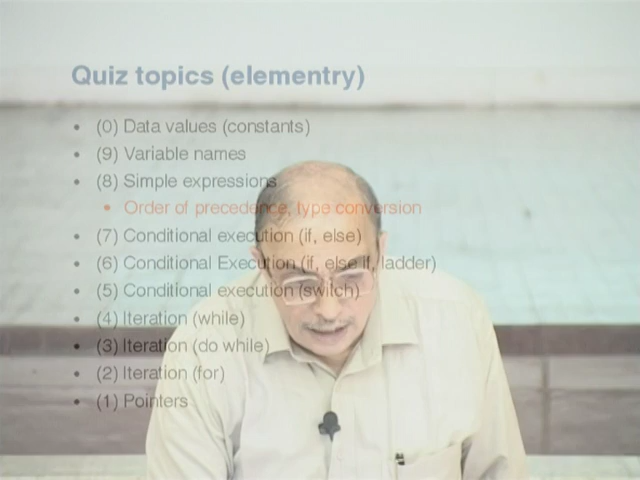 Quiz topics (elementry)
• (0) Data values (constants)
• (9) Variable names
• (8) Simple expressions
• Order of precedence, type conversion
• (7) Conditional execution (if, else)
• (6) Conditional Execution (if, else If, ladder)
• (5) Conditional execution (switch)
• (4) Iteration (while)
• (3) Iteration (do while)
• (2) Iteration (for)
• (1) Pointers